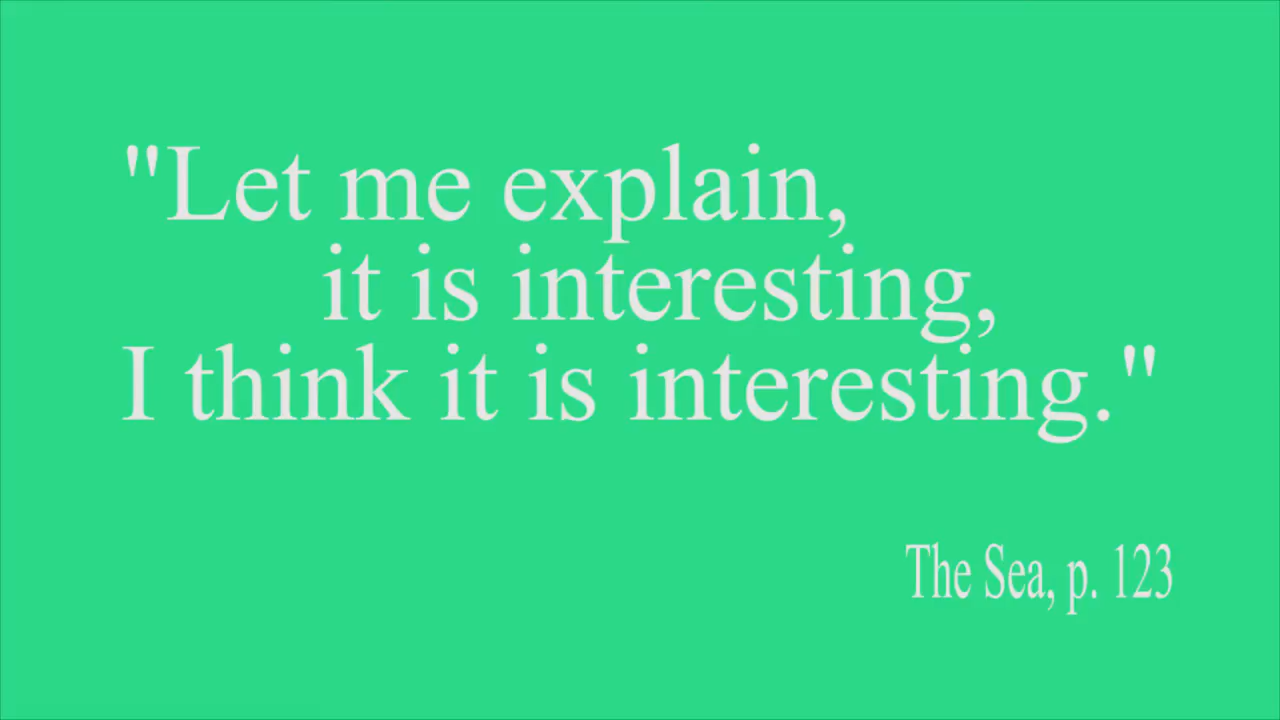 "Let me explain,
it is interesting,
I think it is interesting."
The Sea, p. 123